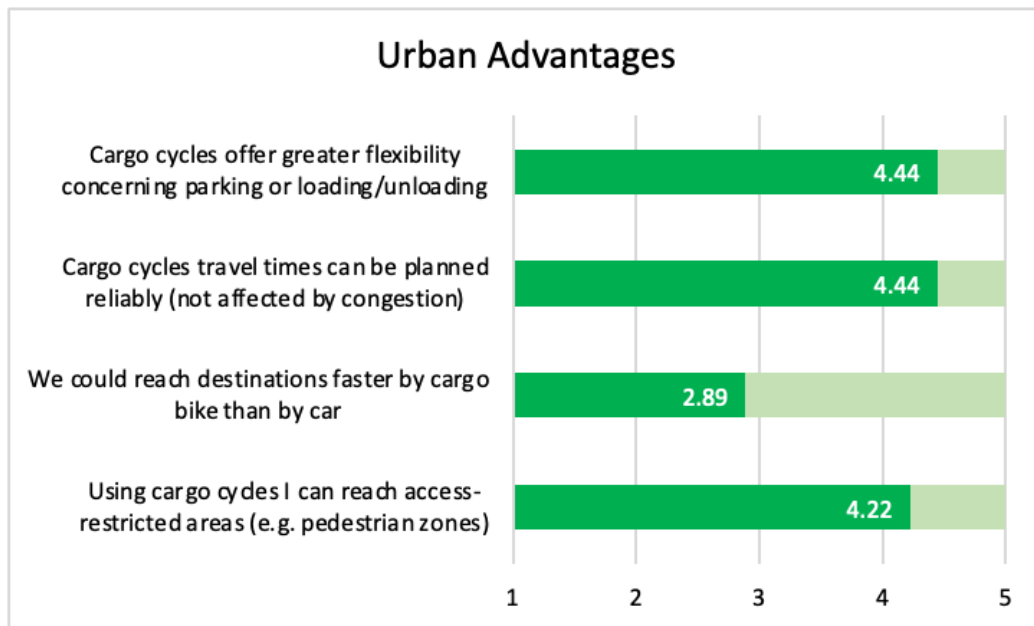 Urban Advantages
Cargo cycles offer greater flexibility
concerning parking or loading/unloading
4.44
Cargo cycles travel times can be planned
reliably (not affected by congestion)
4.44
We could reach destinations faster by cargo
bike than by car
2.89
Using cargo cycles I can reach access-
restricted areas (e.g. pedestrian zones)
4.22
1 2 3 4 5